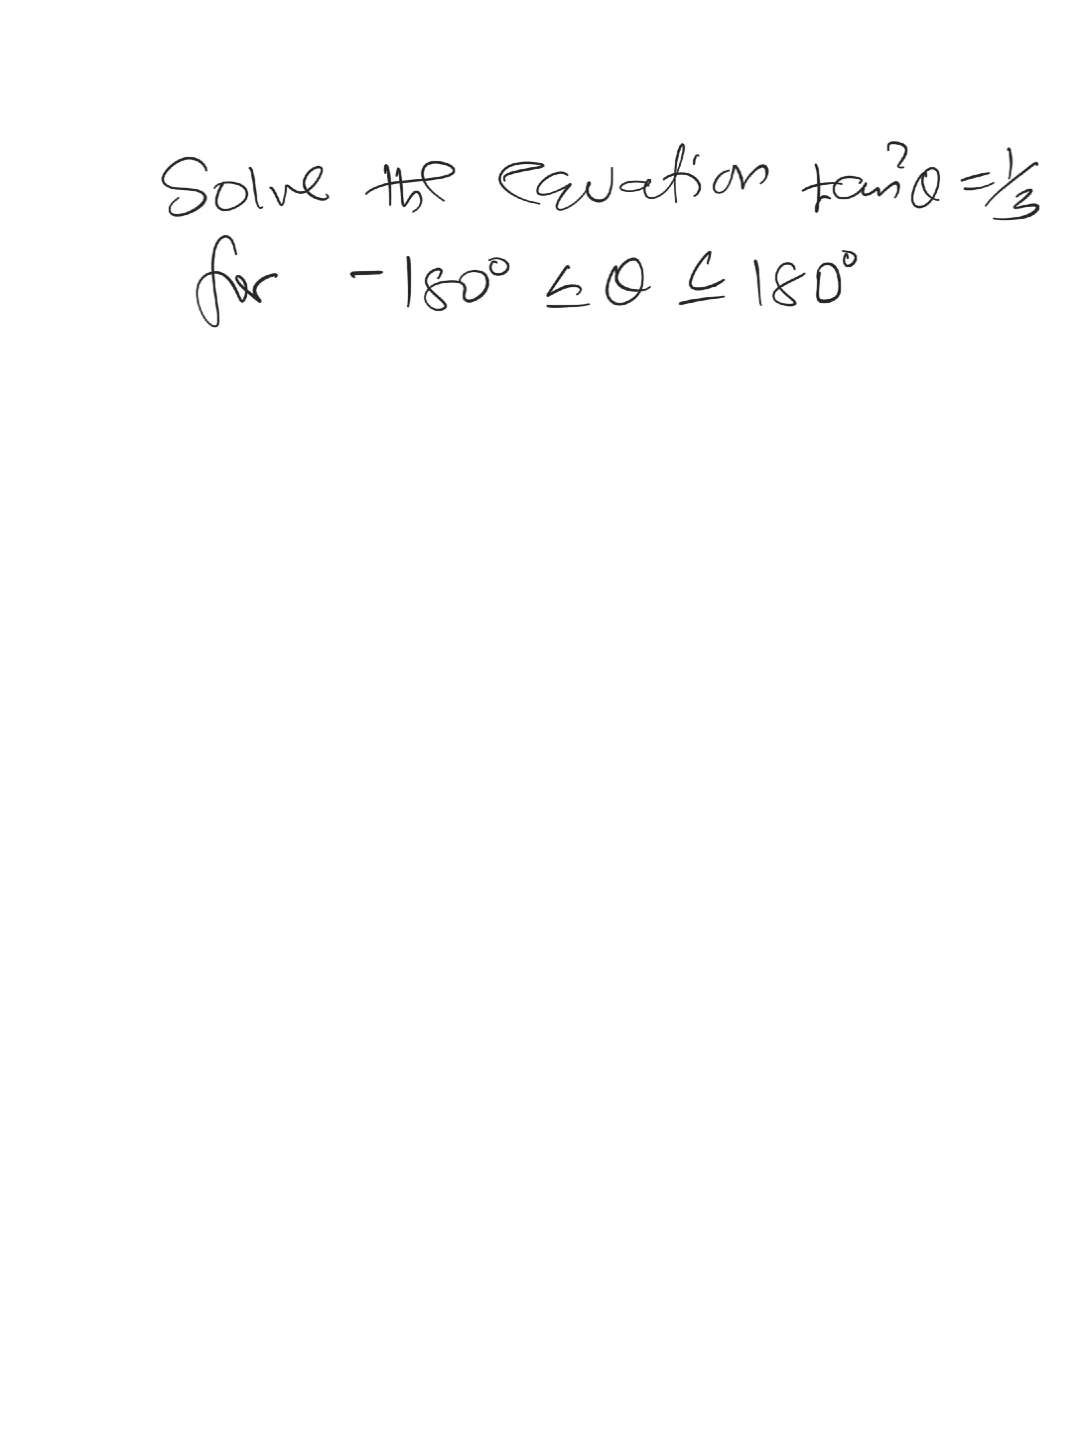 Solve the equation tan²θ = 1/3
for -180° ≤ θ ≤ 180°